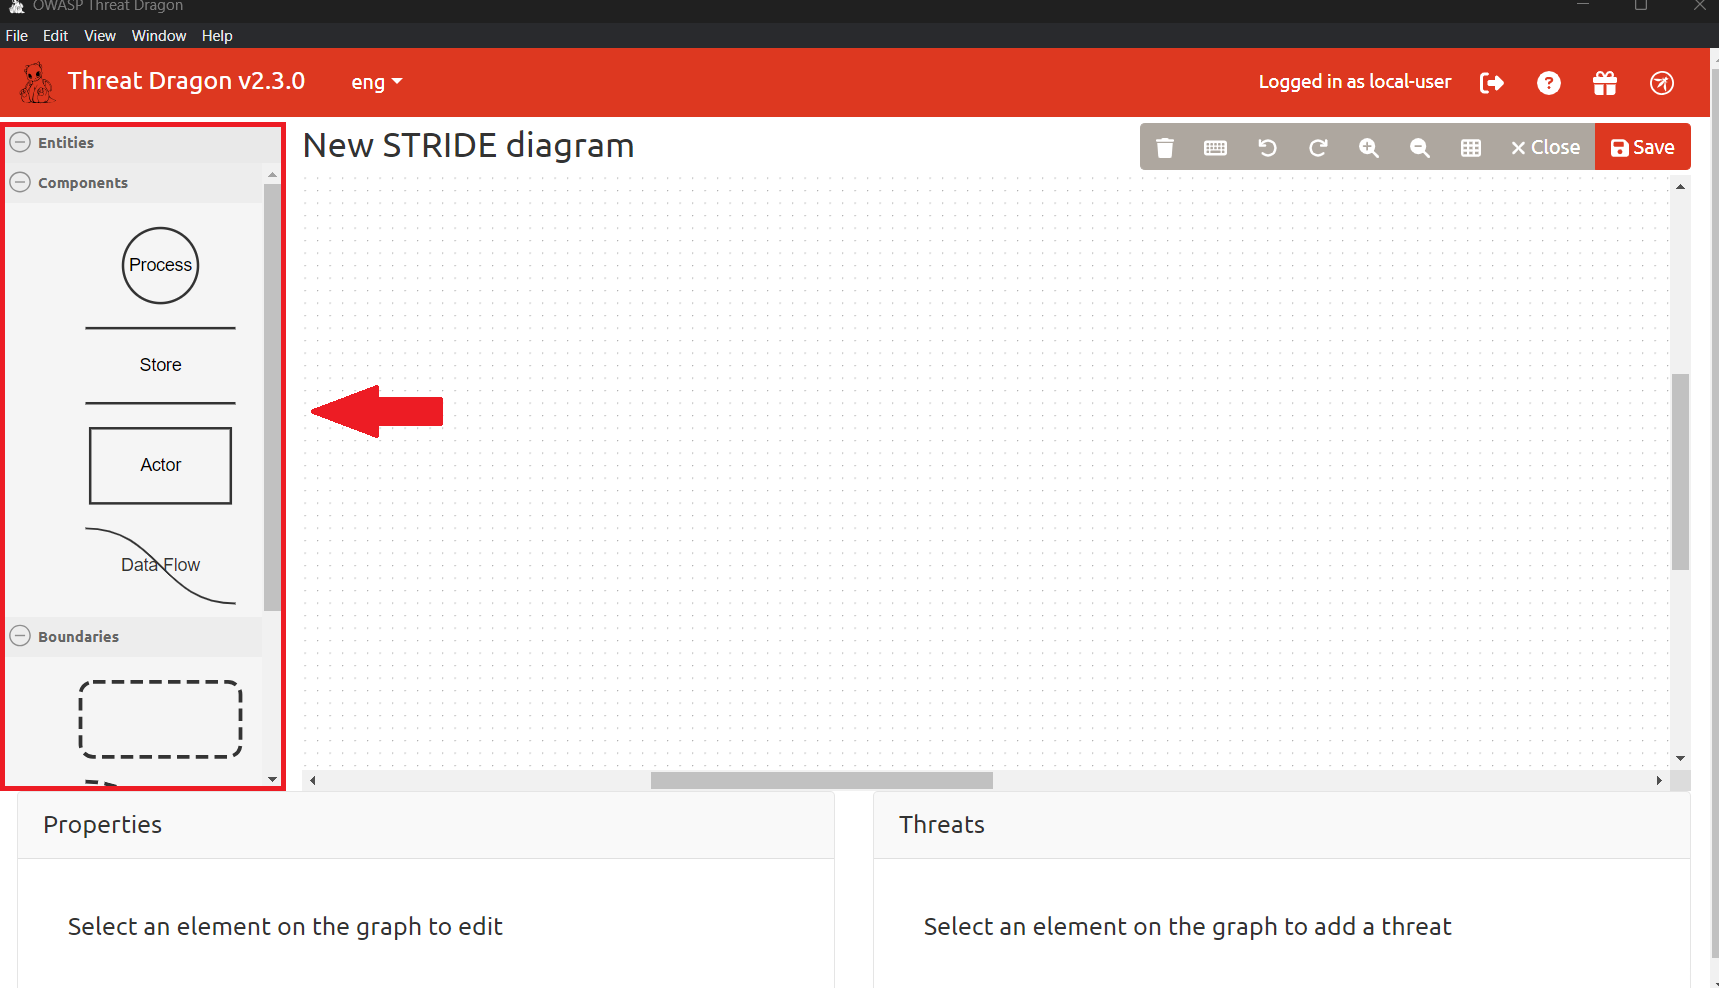 OWASP Threat Dragon
File Edit View Window Help
Threat Dragon v2.3.0 eng Logged in as local-user ?
Entities
New STRIDE diagram
Close Save
Components
Process
Store
Actor
Data Flow
Boundaries
Properties
Threats
Select an element on the graph to edit
Select an element on the graph to add a threat